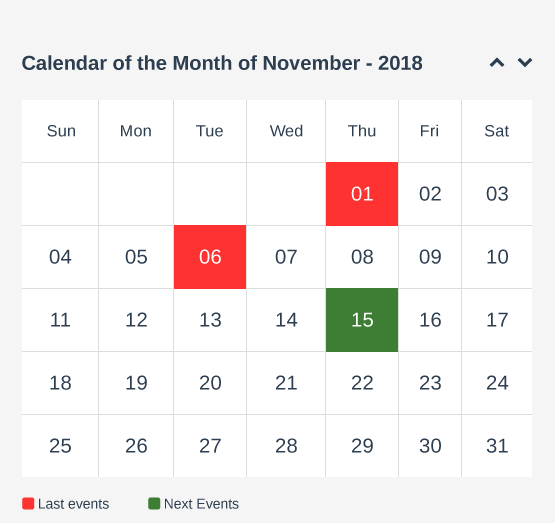 Calendar of the Month of November - 2018
Sun Mon Tue Wed Thu Fri Sat
01 02 03
04 05 06 07 08 09 10
11 12 13 14 15 16 17
18 19 20 21 22 23 24
25 26 27 28 29 30 31
Last events Next Events